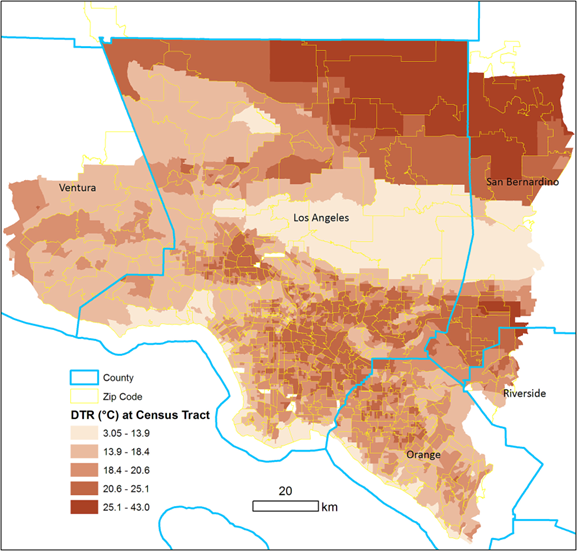 Ventura
San Bernardino
Los Angeles
Riverside
Orange
County
Zip Code
DTR (°C) at Census Tract
3.05 - 13.9
13.9 - 18.4
18.4 - 20.6
20.6 - 25.1
25.1 - 43.0
20
km